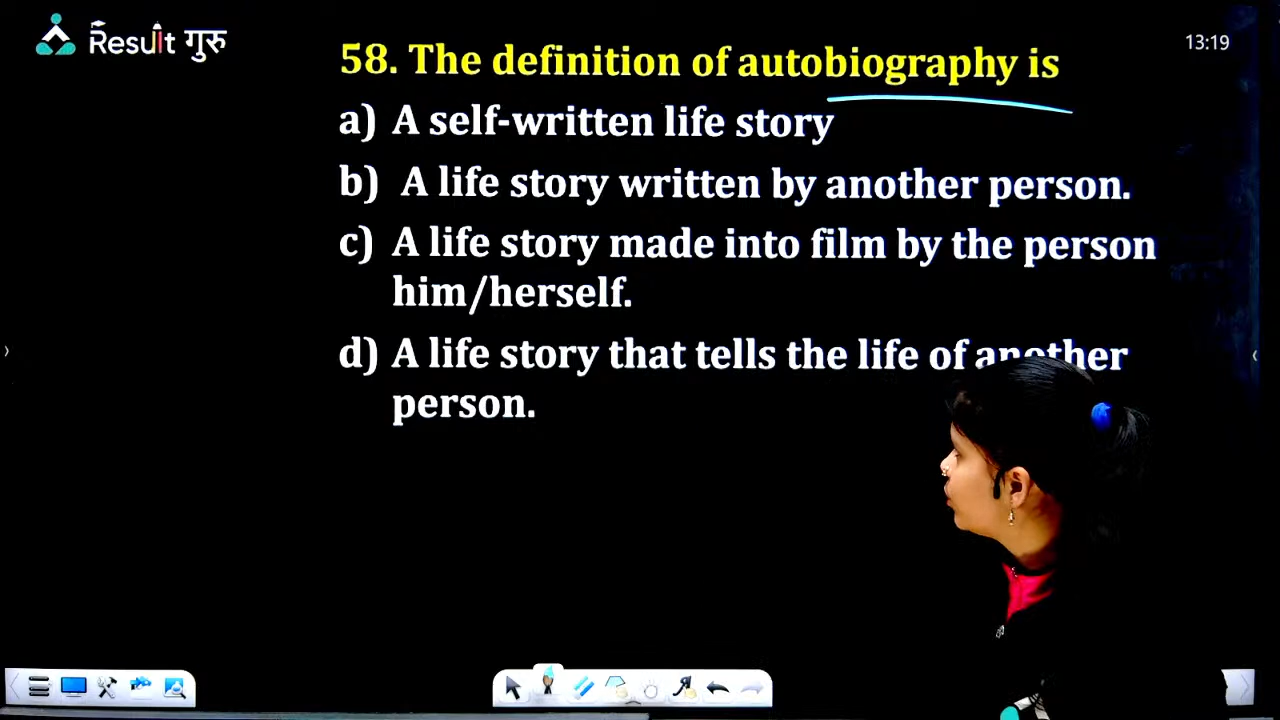 Result गुरु
13:19
58. The definition of autobiography is
a) A self-written life story
b) A life story written by another person.
c) A life story made into film by the person
him/herself.
d) A life story that tells the life of another
person.